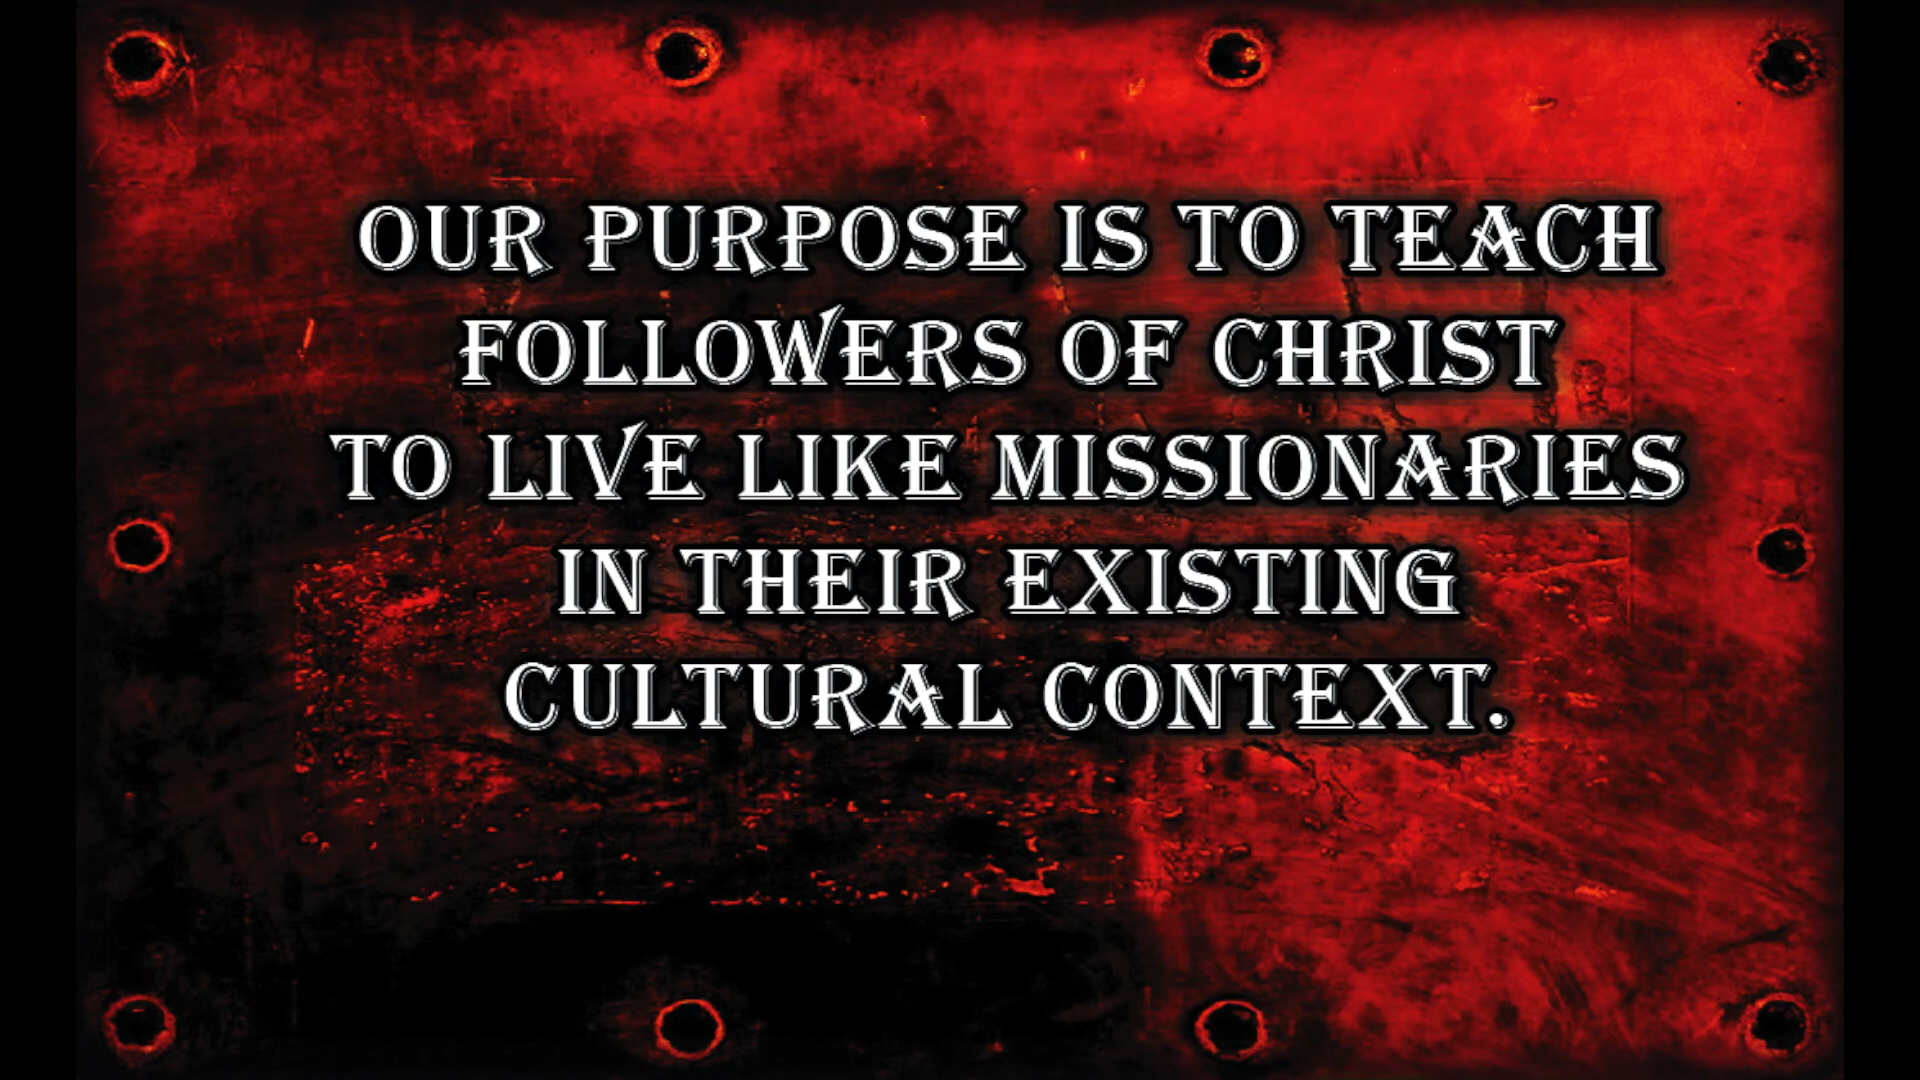 OUR PURPOSE IS TO TEACH
FOLLOWERS OF CHRIST
TO LIVE LIKE MISSIONARIES
IN THEIR EXISTING
CULTURAL CONTEXT.